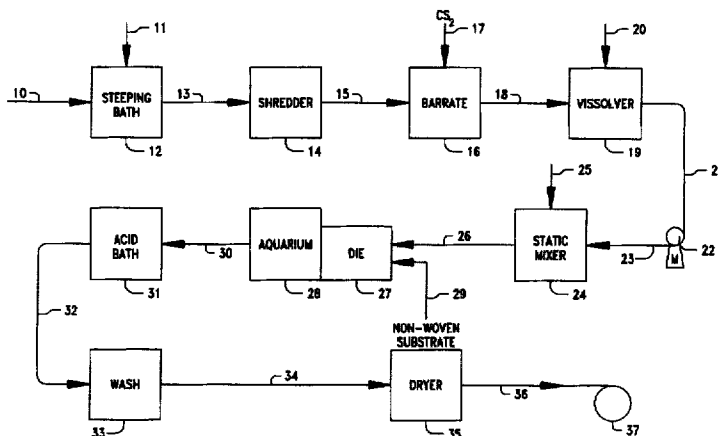 11
CS2
17
20
10
STEEPING
BATH
13
SHREDDER
15
BARRATE
18
VISSOLVER
12
14
16
19
25
2
ACID
BATH
30
AQUARIUM
DIE
26
STATIC
MIXER
23
22
M
31
28
27
29
24
32
NON-WOVEN
SUBSTRATE
WASH
34
DRYER
36
33
35
37